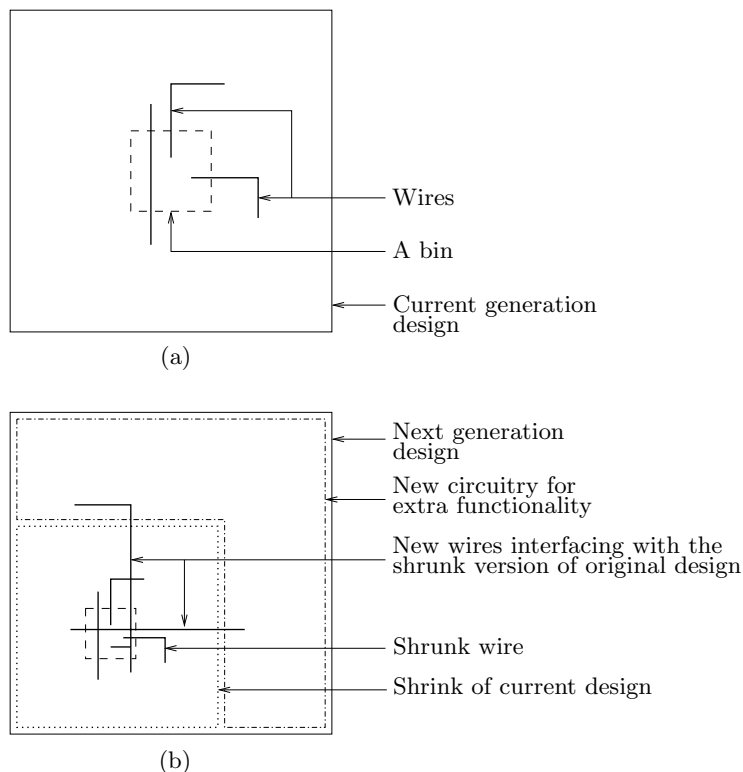 Wires
A bin
Current generation
design
(a)
Next generation
design
New circuitry for
extra functionality
New wires interfacing with the
shrunk version of original design
Shrunk wire
Shrink of current design
(b)